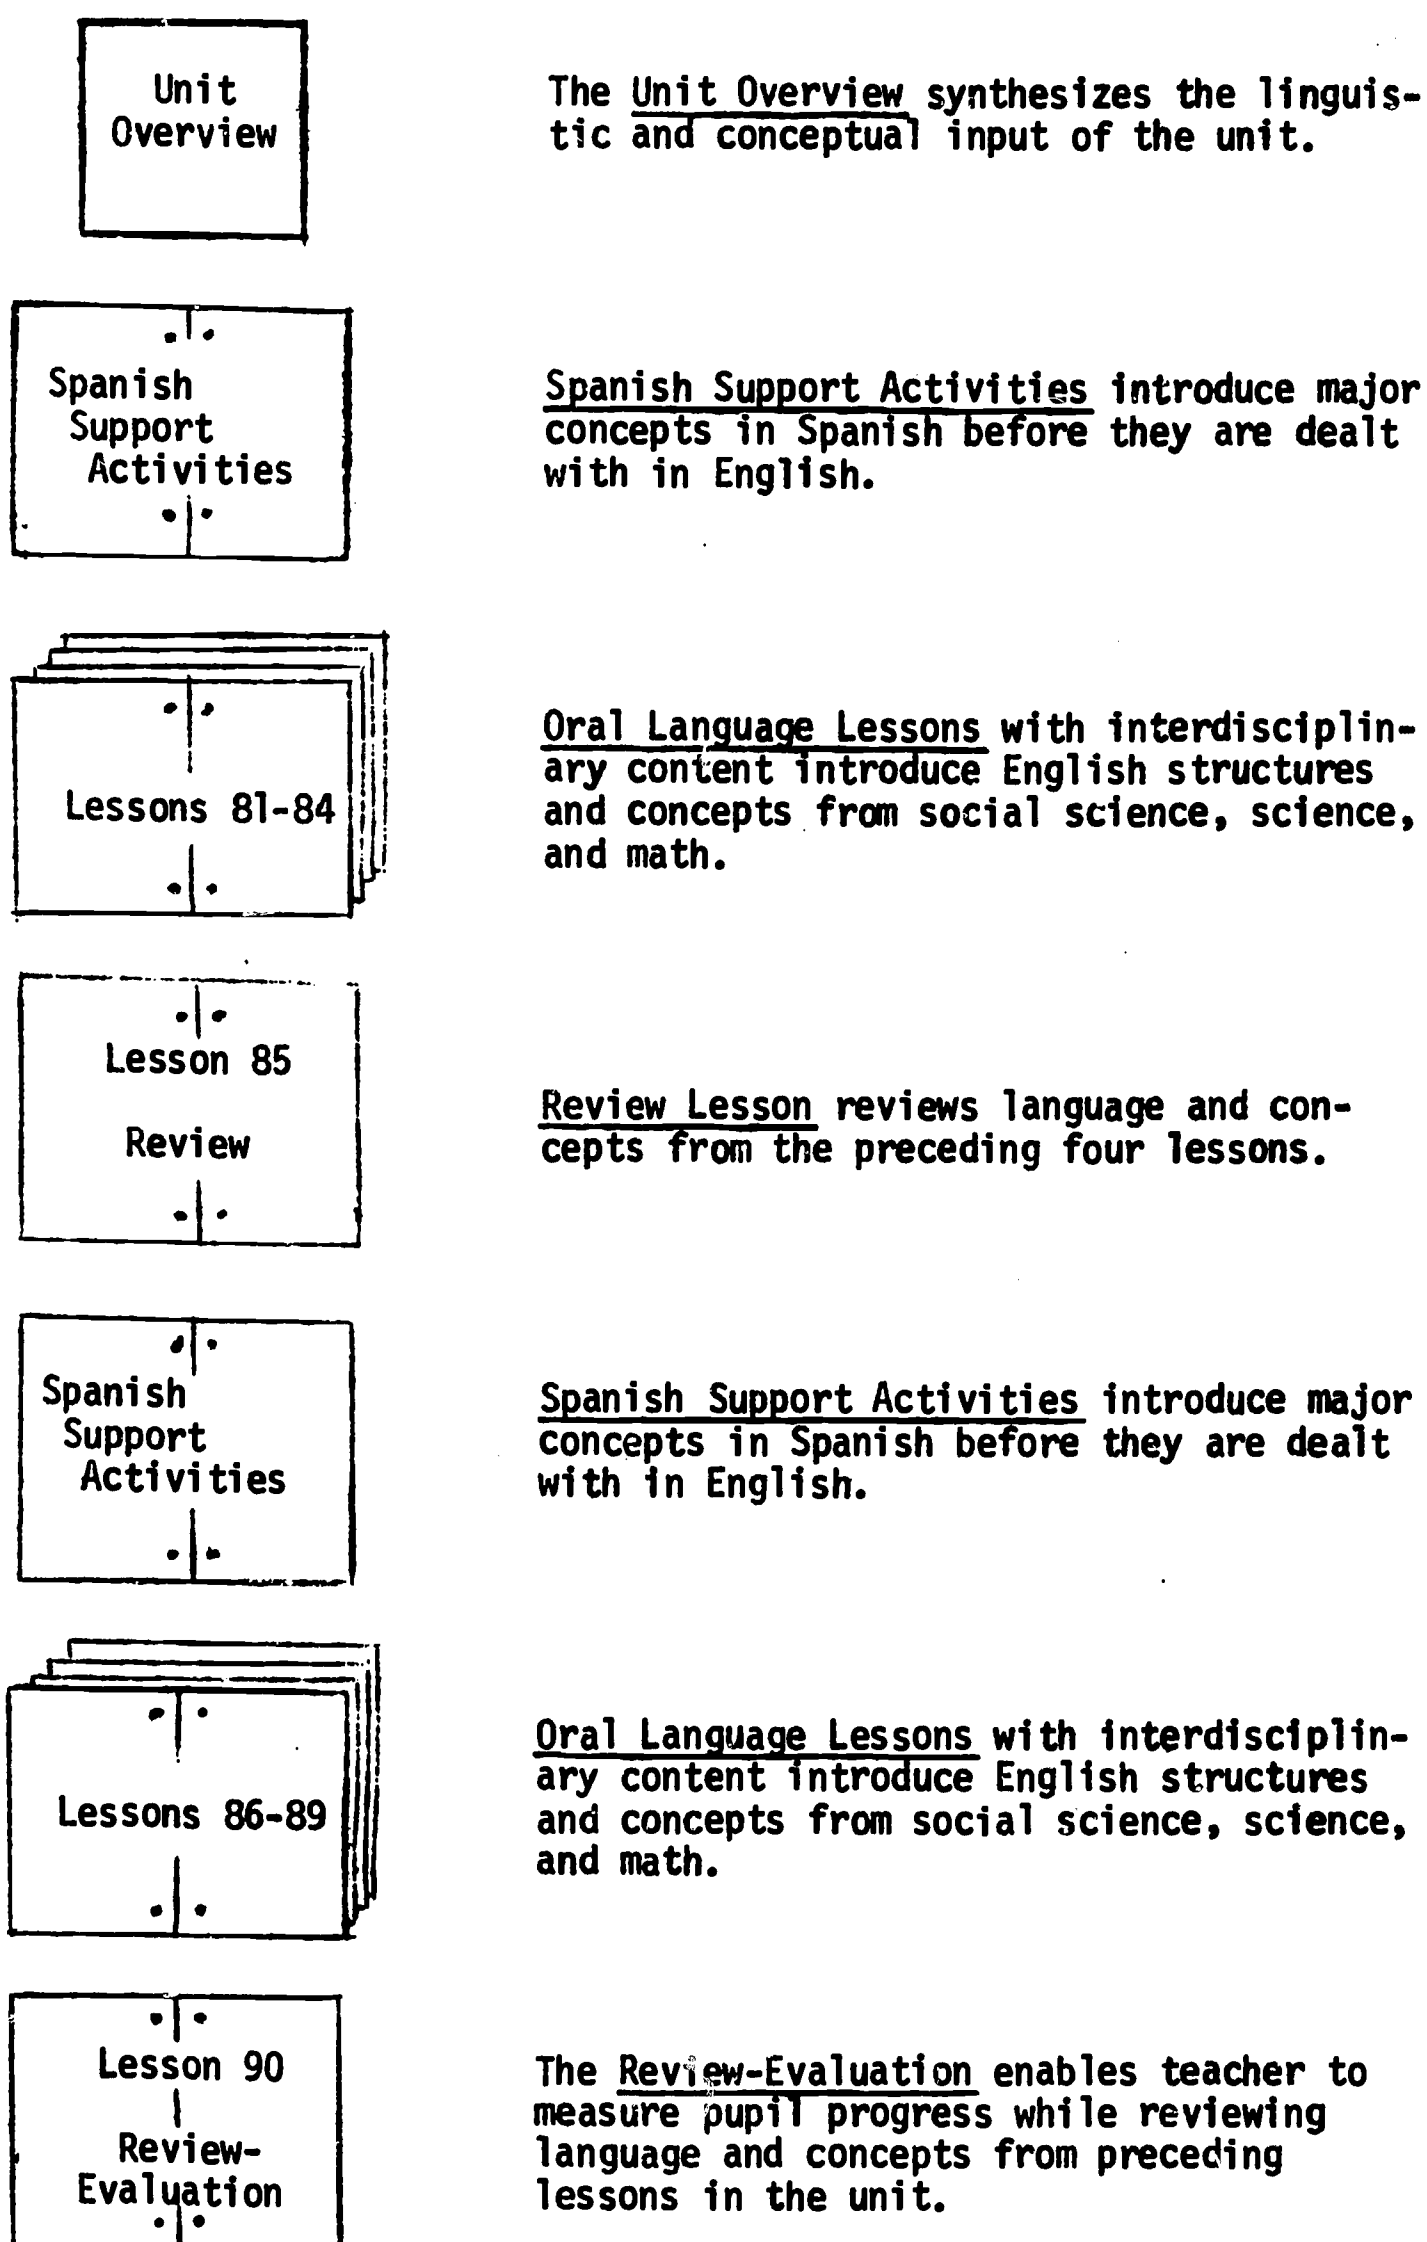 Unit
Overview
The Unit Overview synthesizes the linguis-
tic and conceptual input of the unit.
Spanish
Support
Activities
Spanish Support Activities introduce major
concepts in Spanish before they are dealt
with in English.
Lessons 81-84
Oral Language Lessons with interdisciplin-
ary content introduce English structures
and concepts from social science, science,
and math.
Lesson 85
Review
Review Lesson reviews language and con-
cepts from the preceding four lessons.
Spanish
Support
Activities
Spanish Support Activities introduce major
concepts in Spanish before they are dealt
with in English.
Lessons 86-89
Oral Language Lessons with interdisciplin-
ary content introduce English structures
and concepts from social science, science,
and math.
Lesson 90
Review-
Evaluation
The Review-Evaluation enables teacher to
measure pupil progress while reviewing
language and concepts from preceding
lessons in the unit.